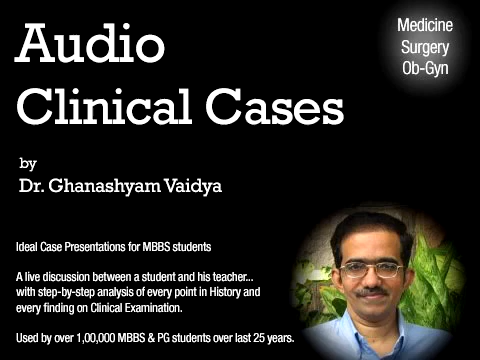 Audio
Clinical Cases
Medicine
Surgery
Ob-Gyn
by
Dr. Ghanashyam Vaidya
Ideal Case Presentations for MBBS students
A live discussion between a student and his teacher...
with step-by-step analysis of every point in History and
every finding on Clinical Examination.
Used by over 1,00,000 MBBS & PG students over last 25 years.